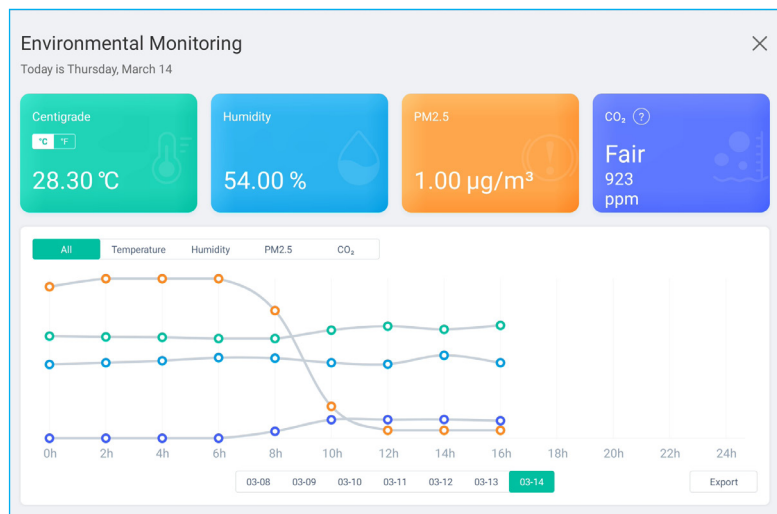 Environmental Monitoring
Today is Thursday, March 14
Centigrade
°C °F
28.30 ℃
Humidity
54.00 %
PM2.5
1.00 µg/m³
CO₂ ?
Fair
923
ppm
All Temperature Humidity PM2.5 CO₂
0h 2h 4h 6h 8h 10h 12h 14h 16h 18h 20h 22h 24h
03-08 03-09 03-10 03-11 03-12 03-13 03-14
Export